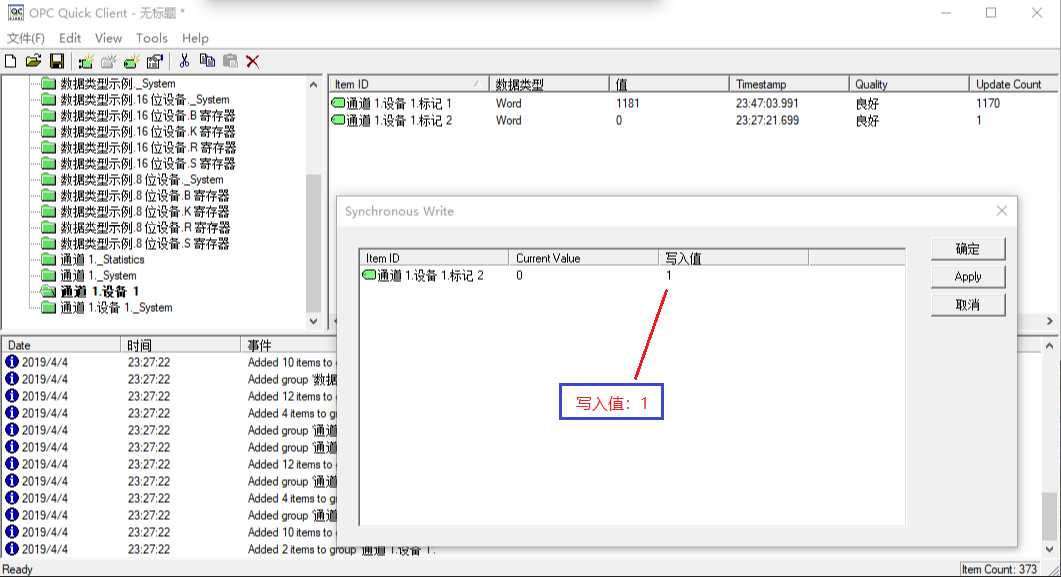 OPC Quick Client - 无标题 *
文件(F) Edit View Tools Help
数据类型示例._System
数据类型示例.16 位设备._System
数据类型示例.16 位设备.B 寄存器
数据类型示例.16 位设备.K 寄存器
数据类型示例.16 位设备.R 寄存器
数据类型示例.16 位设备.S 寄存器
数据类型示例.8 位设备._System
数据类型示例.8 位设备.B 寄存器
数据类型示例.8 位设备.K 寄存器
数据类型示例.8 位设备.R 寄存器
数据类型示例.8 位设备.S 寄存器
通道 1._Statistics
通道 1._System
通道 1.设备 1
通道 1.设备 1._System
Item ID 数据类型 值 Timestamp Quality Update Count
通道 1.设备 1.标记 1 Word 1181 23:47:03.991 良好 1170
通道 1.设备 1.标记 2 Word 0 23:27:21.699 良好 1
Synchronous Write
Item ID Current Value 写入值
通道 1.设备 1.标记 2 0 1
确定
Apply
取消
写入值：1
Date 时间 事件
2019/4/4 23:27:22 Added 10 items to
2019/4/4 23:27:22 Added group '数据
2019/4/4 23:27:22 Added 12 items to
2019/4/4 23:27:22 Added 4 items to
2019/4/4 23:27:22 Added group '通道
2019/4/4 23:27:22 Added group '通道
2019/4/4 23:27:22 Added 12 items to
2019/4/4 23:27:22 Added group '通道
2019/4/4 23:27:22 Added 4 items to
2019/4/4 23:27:22 Added group '通道
2019/4/4 23:27:22 Added 10 items to
2019/4/4 23:27:22 Added 2 items to group '通道 1.设备 1'.
Ready
Item Count: 373